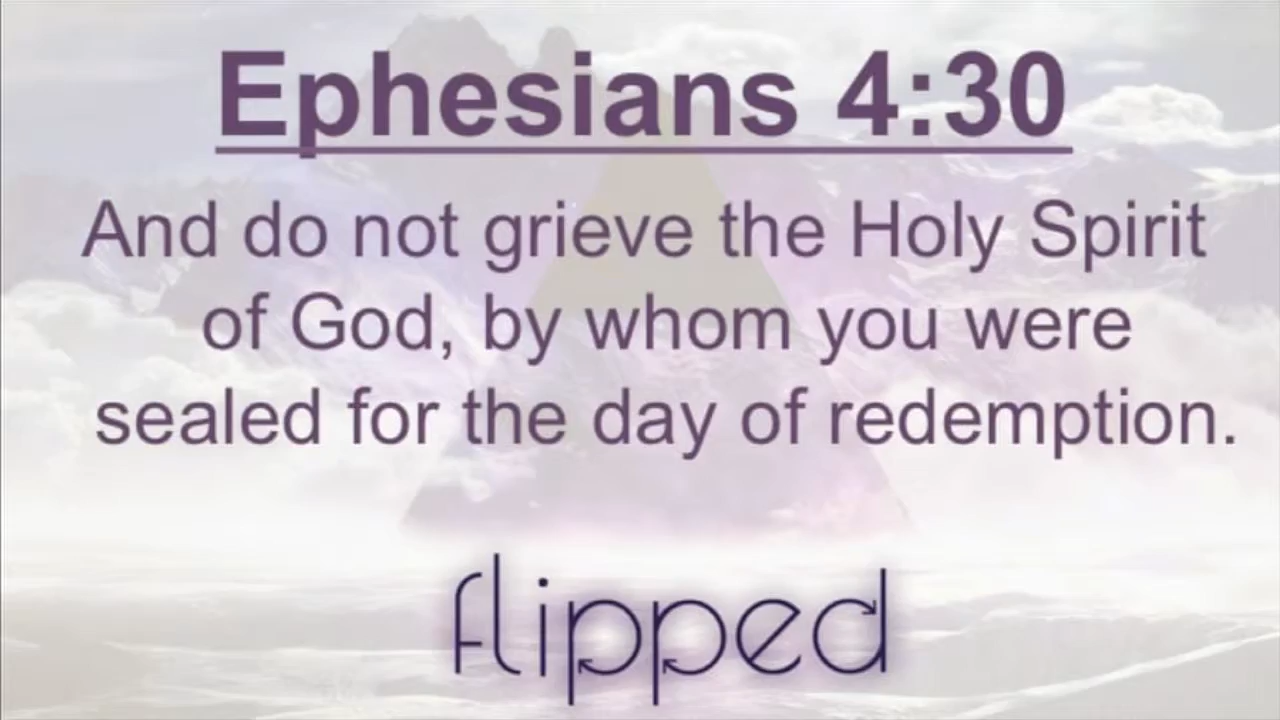 Ephesians 4:30
And do not grieve the Holy Spirit
of God, by whom you were
sealed for the day of redemption.
flipped